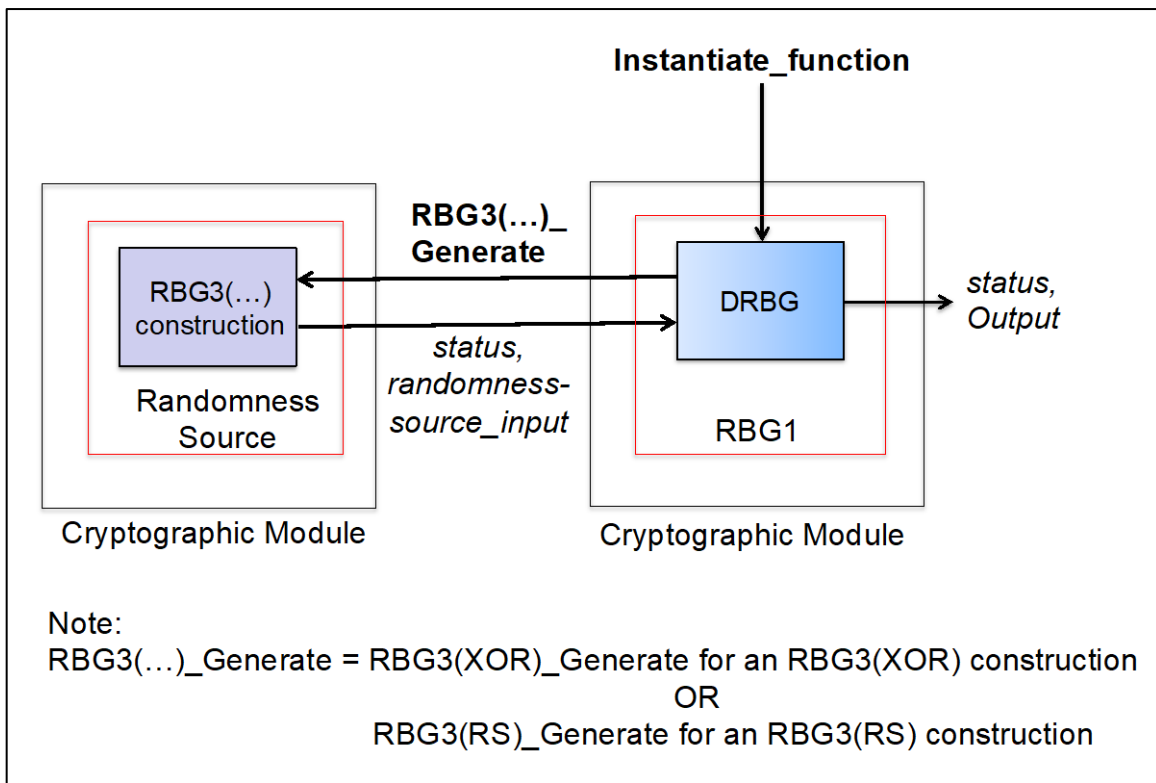 Instantiate_function
RBG3(…)_
Generate
RBG3(…)
construction
DRBG
status,
Output
status,
randomness-
source_input
Randomness
Source
RBG1
Cryptographic Module
Cryptographic Module
Note:
RBG3(…)_Generate = RBG3(XOR)_Generate for an RBG3(XOR) construction
OR
RBG3(RS)_Generate for an RBG3(RS) construction